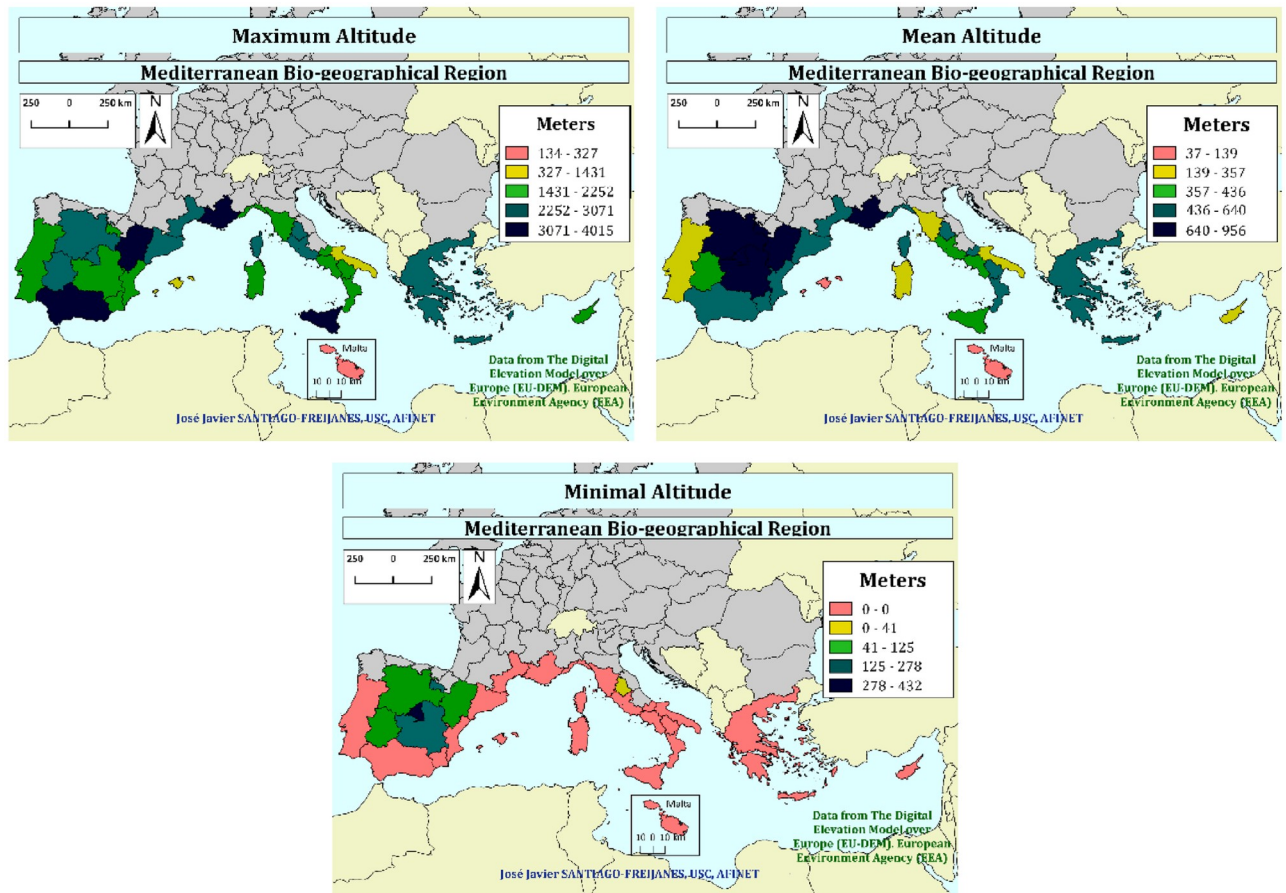 Maximum Altitude
Mediterranean Bio-geographical Region
250 0 250 km
N
Meters
134 - 327
327 - 1431
1431 - 2252
2252 - 3071
3071 - 4015
Malta
10 0 10 km
Data from The Digital
Elevation Model over
Europe (EU-DEM). European
Environment Agency (EEA)
José Javier SANTIAGO-FREIJANES, USC, AFINET
Mean Altitude
Mediterranean Bio-geographical Region
250 0 250 km
N
Meters
37 - 139
139 - 357
357 - 436
436 - 640
640 - 956
Malta
10 0 10 km
Data from The Digital
Elevation Model over
Europe (EU-DEM). European
Environment Agency (EEA)
José Javier SANTIAGO-FREIJANES, USC, AFINET
Minimal Altitude
Mediterranean Bio-geographical Region
250 0 250 km
N
Meters
0 - 0
0 - 41
41 - 125
125 - 278
278 - 432
Malta
10 0 10 km
Data from The Digital
Elevation Model over
Europe (EU-DEM). European
Environment Agency (EEA)
José Javier SANTIAGO-FREIJANES, USC, AFINET